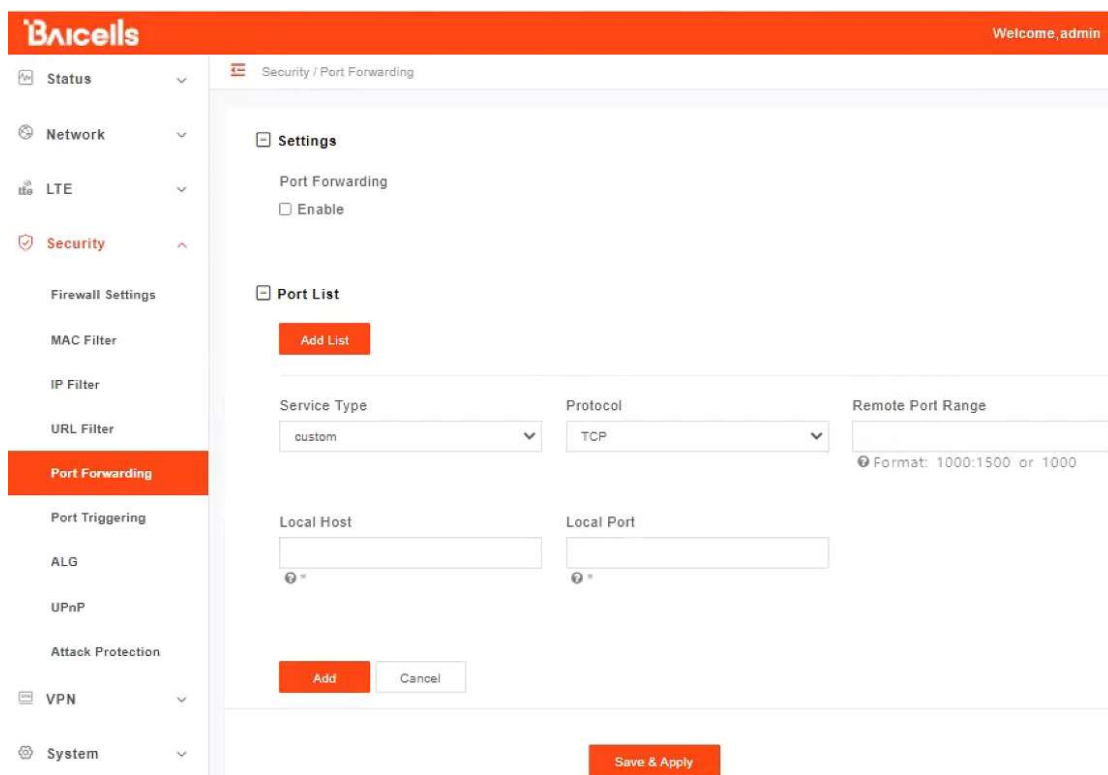 Baicells
Welcome,admin
Status
Network
LTE
Security
Firewall Settings
MAC Filter
IP Filter
URL Filter
Port Forwarding
Port Triggering
ALG
UPnP
Attack Protection
VPN
System
Security / Port Forwarding
Settings
Port Forwarding
Enable
Port List
Add List
Service Type Protocol Remote Port Range
custom TCP
Format: 1000:1500 or 1000
Local Host Local Port
* *
Add Cancel
Save & Apply